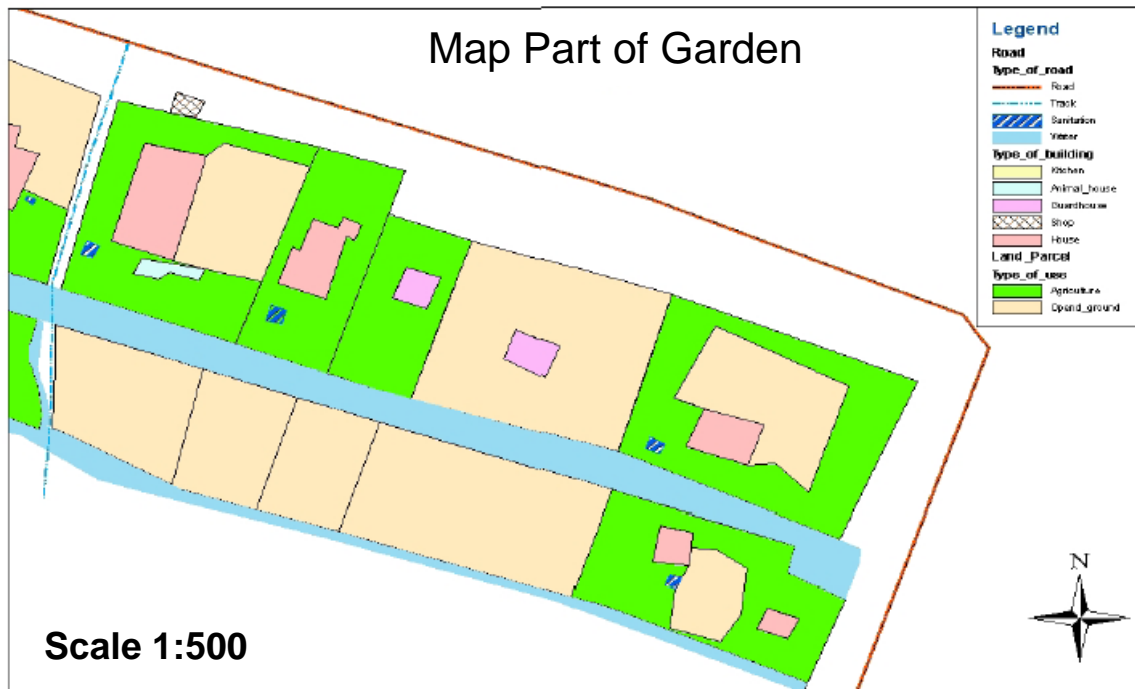 Map Part of Garden
Legend
Road
Type_of_road
Road
Track
Sanitation
Water
Type_of_building
Kitchen
Animal_house
Guardhouse
Shop
House
Land_Parcel
Type_of_use
Agriculture
Opend_ground
N
Scale 1:500